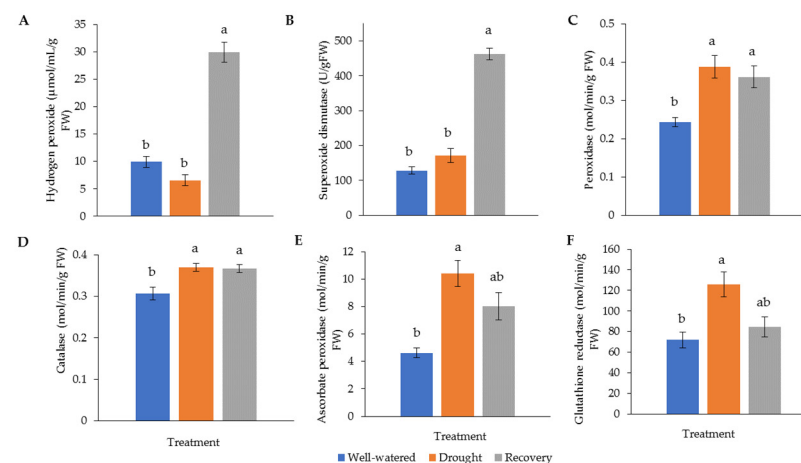 A
Hydrogen peroxide (µmol/mL/g
FW)
35
30
25
20
15
10
5
0
b
b
a
B
Superoxide dismutase (U/gFW)
500
400
300
200
100
0
b
b
a
C
Peroxidase (mol/min/g FW)
0.5
0.4
0.3
0.2
0.1
0
b
a
a
D
Catalase (mol/min/g FW)
0.4
0.3
0.2
0.1
0
b
a
a
Treatment
E
Ascorbate peroxidase (mol/min/g
FW)
12
10
8
6
4
2
0
b
a
ab
Treatment
F
Glutathione reductase (mol/min/g
FW)
160
140
120
100
80
60
40
20
0
b
a
ab
Treatment
Well-watered Drought Recovery